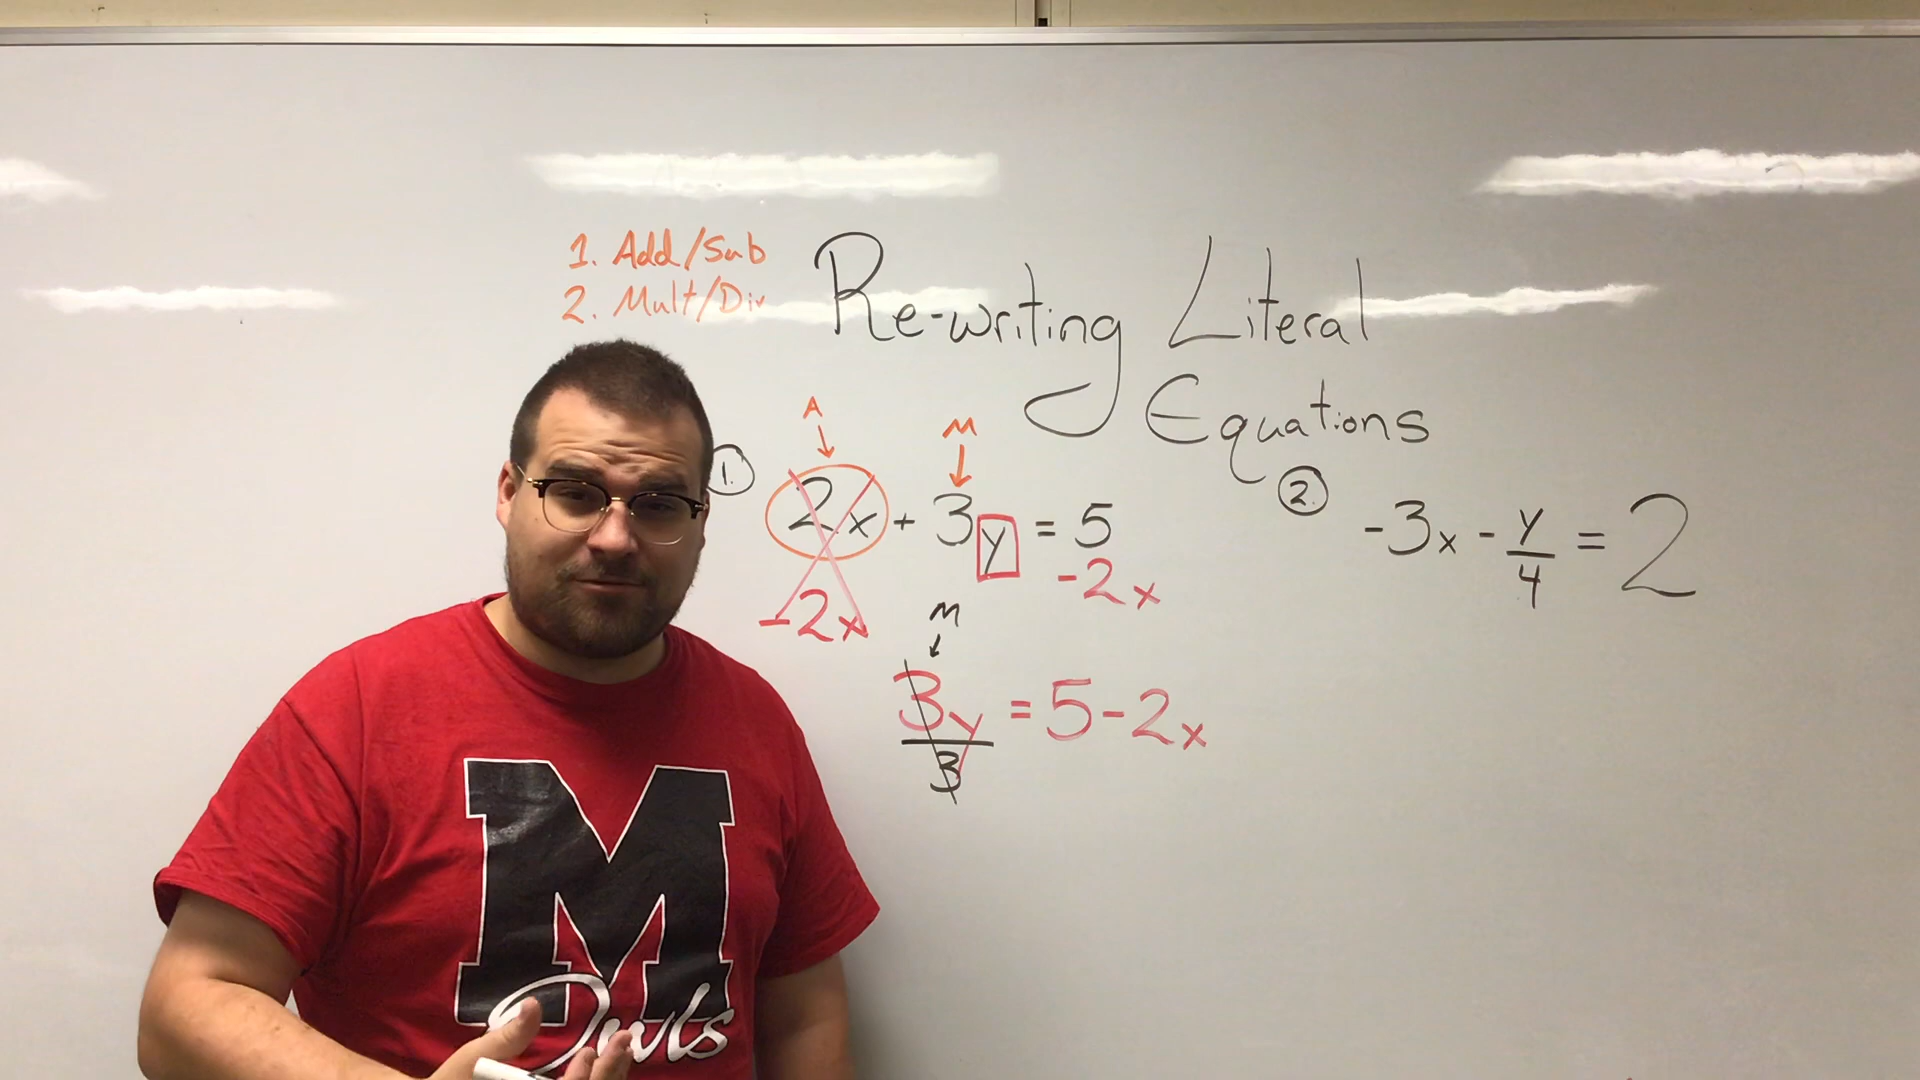 1. Add/Sub
2. Mult/Div
Re-writing Literal
Equations
A
M
1.
2x + 3y = 5
-2x
-2x
M
3y = 5-2x
3
2.
-3x - y = 2
4
M
Owls